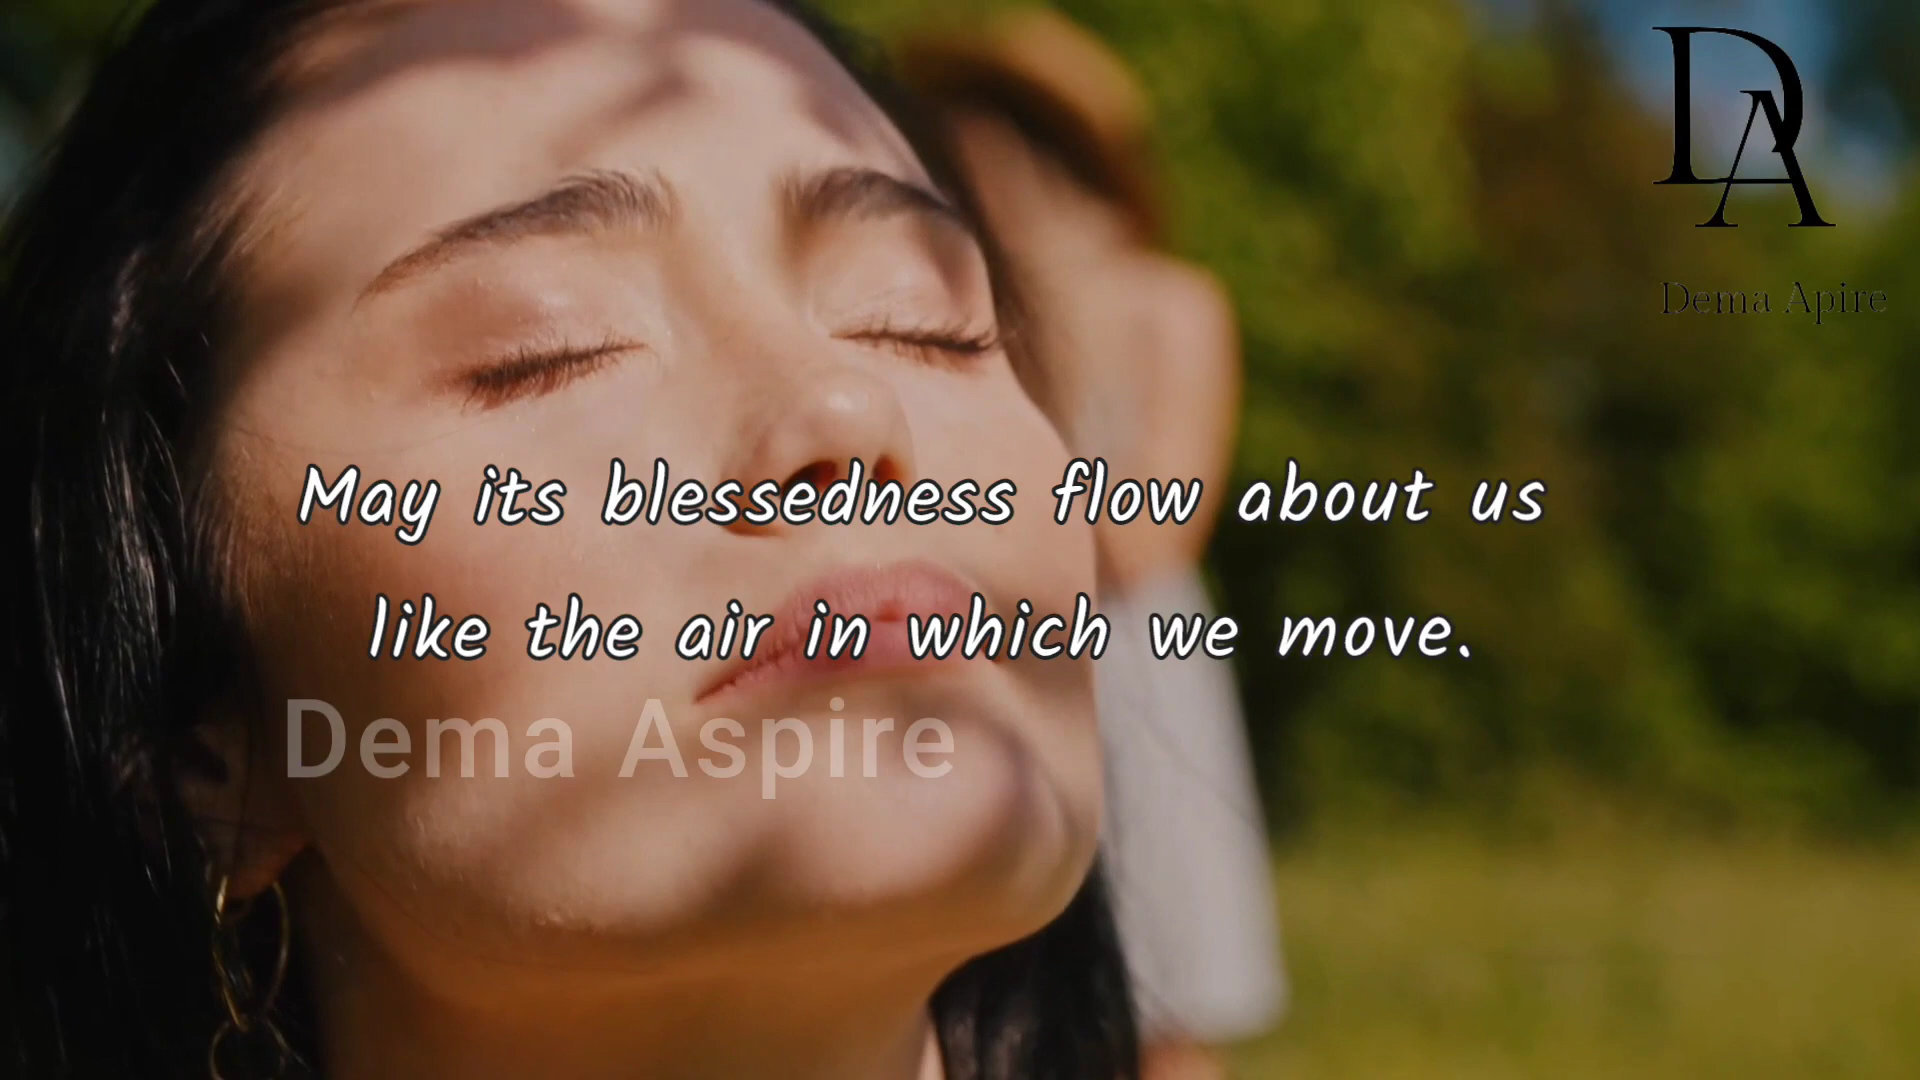 DA
Dema Apire
May its blessedness flow about us
like the air in which we move.
Dema Aspire